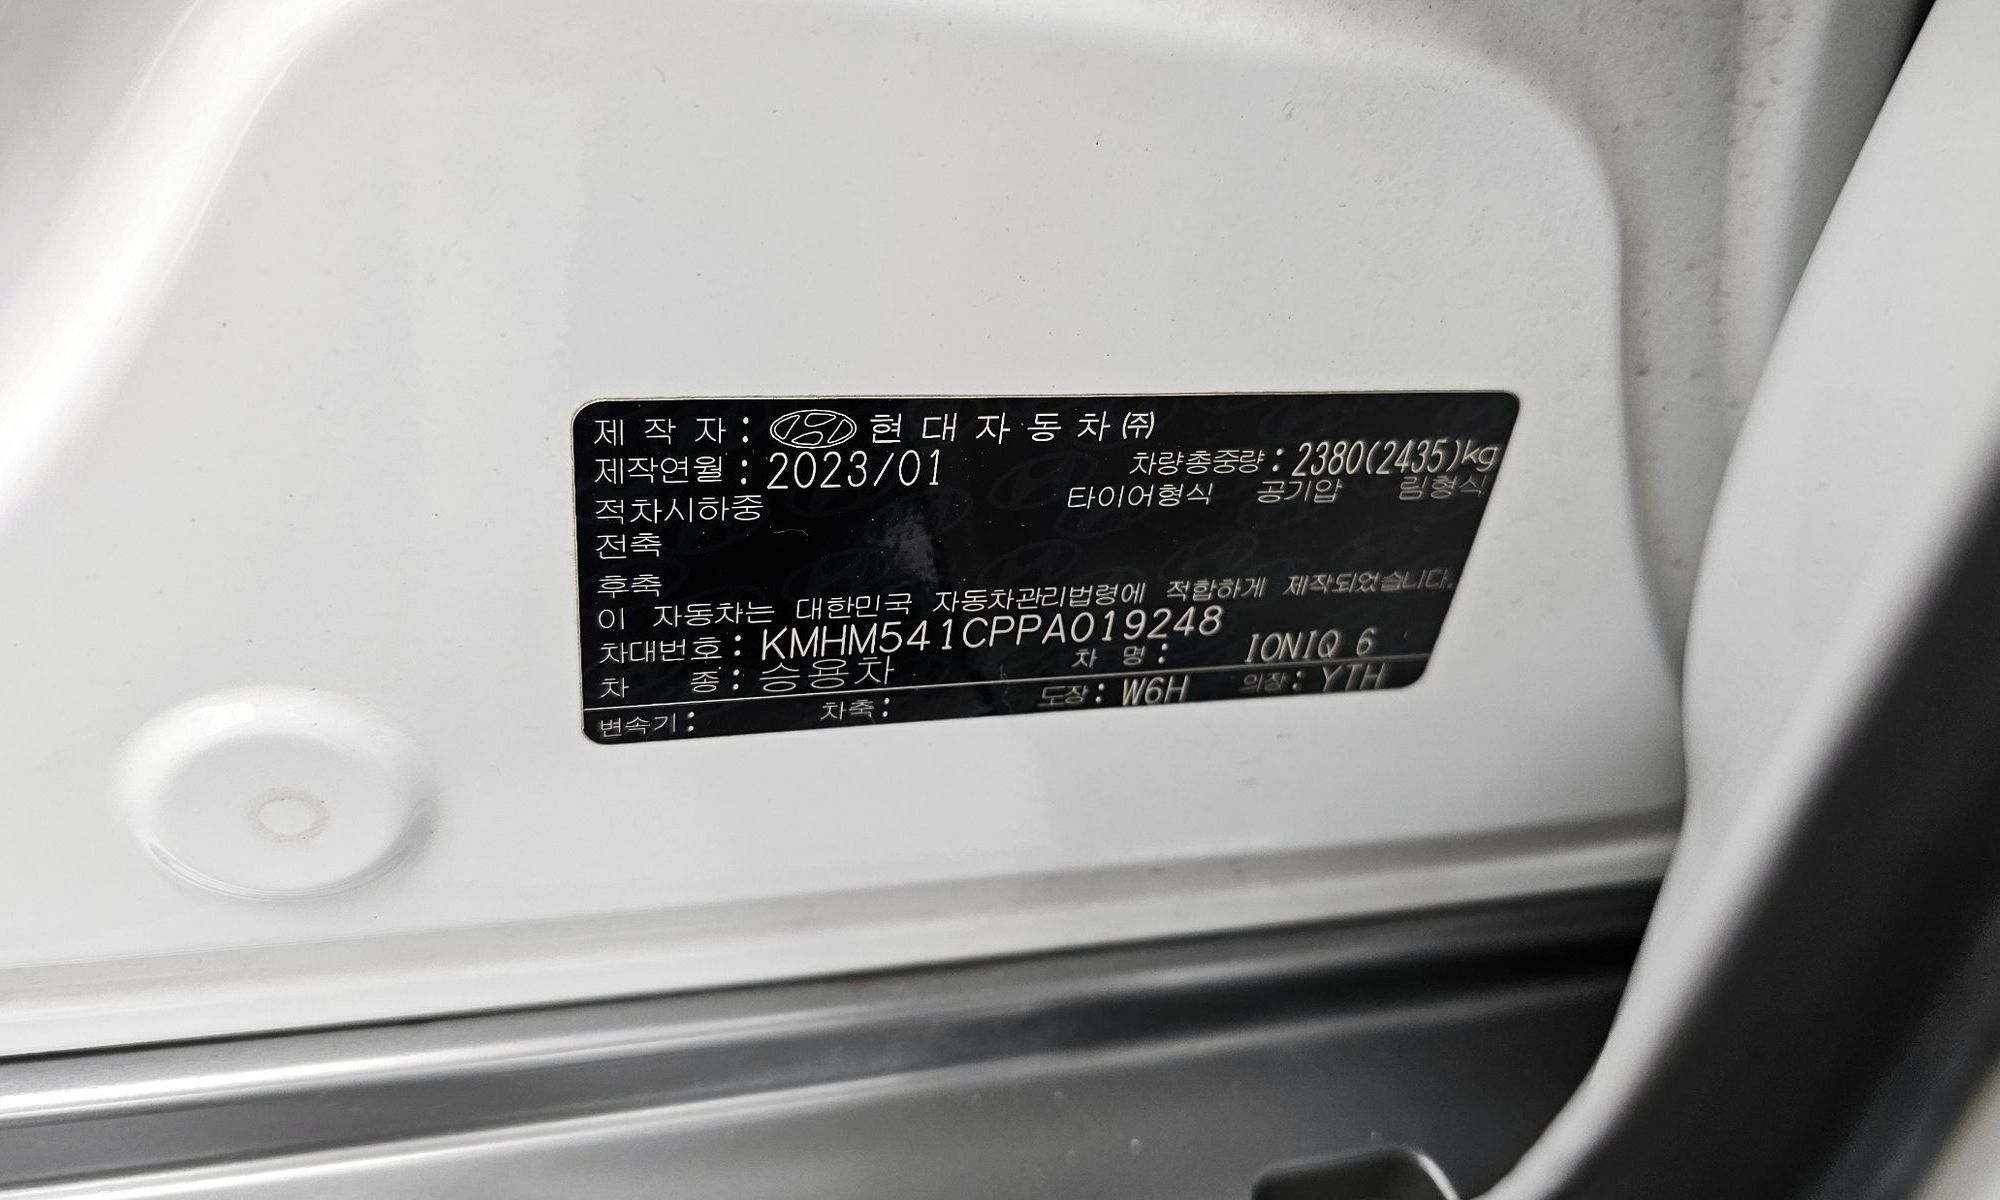 제 작 자 : 현 대 자 동 차 ㈜
제작연월 : 2023/01 차량총중량 : 2380(2435)kg
적차시하중 타이어형식 공기압 림형식
전축
후축
이 자동차는 대한민국 자동차관리법령에 적합하게 제작되었습니다.
차대번호 : KMHM541CPPA019248
차 종 : 승용차 차 명 : IONIQ 6
변속기 : 차축 : 도장 : W6H 의장 : YTH